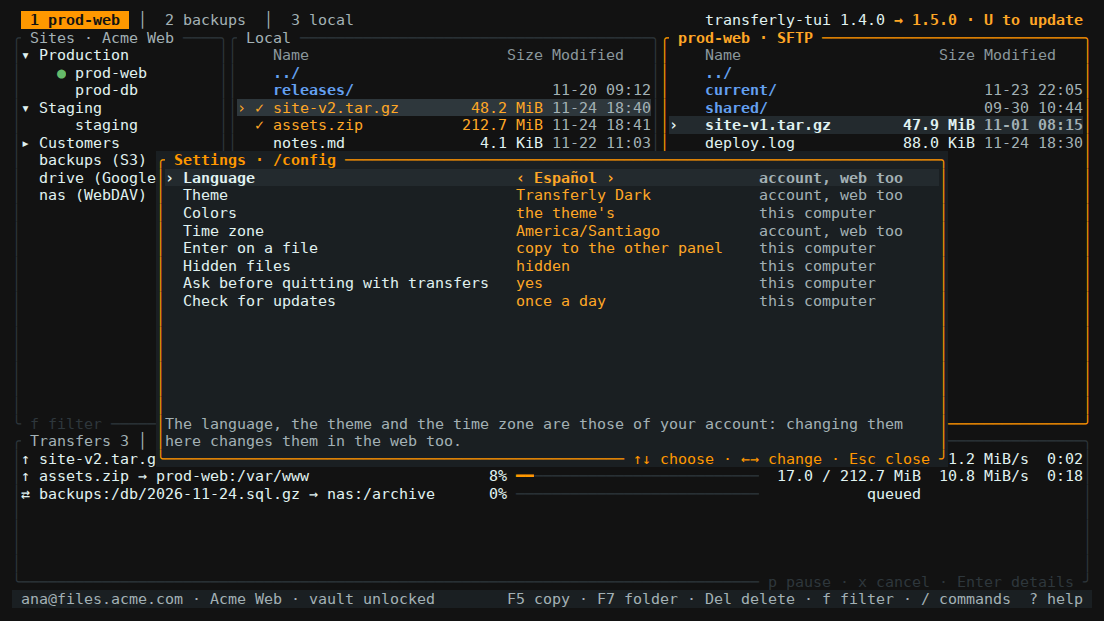 1 prod-web │ 2 backups │ 3 local transferly-tui 1.4.0 → 1.5.0 · U to update
Sites · Acme Web Local prod-web · SFTP
▾ Production Name Size Modified Name Size Modified
● prod-web ../ ../
prod-db releases/ 11-20 09:12 current/ 11-23 22:05
▾ Staging › ✓ site-v2.tar.gz 48.2 MiB 11-24 18:40 shared/ 09-30 10:44
staging ✓ assets.zip 212.7 MiB 11-24 18:41 › site-v1.tar.gz 47.9 MiB 11-01 08:15
▸ Customers notes.md 4.1 KiB 11-22 11:03 deploy.log 88.0 KiB 11-24 18:30
backups (S3) Settings · /config
drive (Google › Language ‹ Español › account, web too
nas (WebDAV) Theme Transferly Dark account, web too
Colors the theme's this computer
Time zone America/Santiago account, web too
Enter on a file copy to the other panel this computer
Hidden files hidden this computer
Ask before quitting with transfers yes this computer
Check for updates once a day this computer
f filter The language, the theme and the time zone are those of your account: changing them
Transfers 3 │ here changes them in the web too.
↑ site-v2.tar.g ↑↓ choose · ←→ change · Esc close 1.2 MiB/s 0:02
↑ assets.zip → prod-web:/var/www 8% 17.0 / 212.7 MiB 10.8 MiB/s 0:18
⇄ backups:/db/2026-11-24.sql.gz → nas:/archive 0% queued
p pause · x cancel · Enter details
ana@files.acme.com · Acme Web · vault unlocked F5 copy · F7 folder · Del delete · f filter · / commands ? help